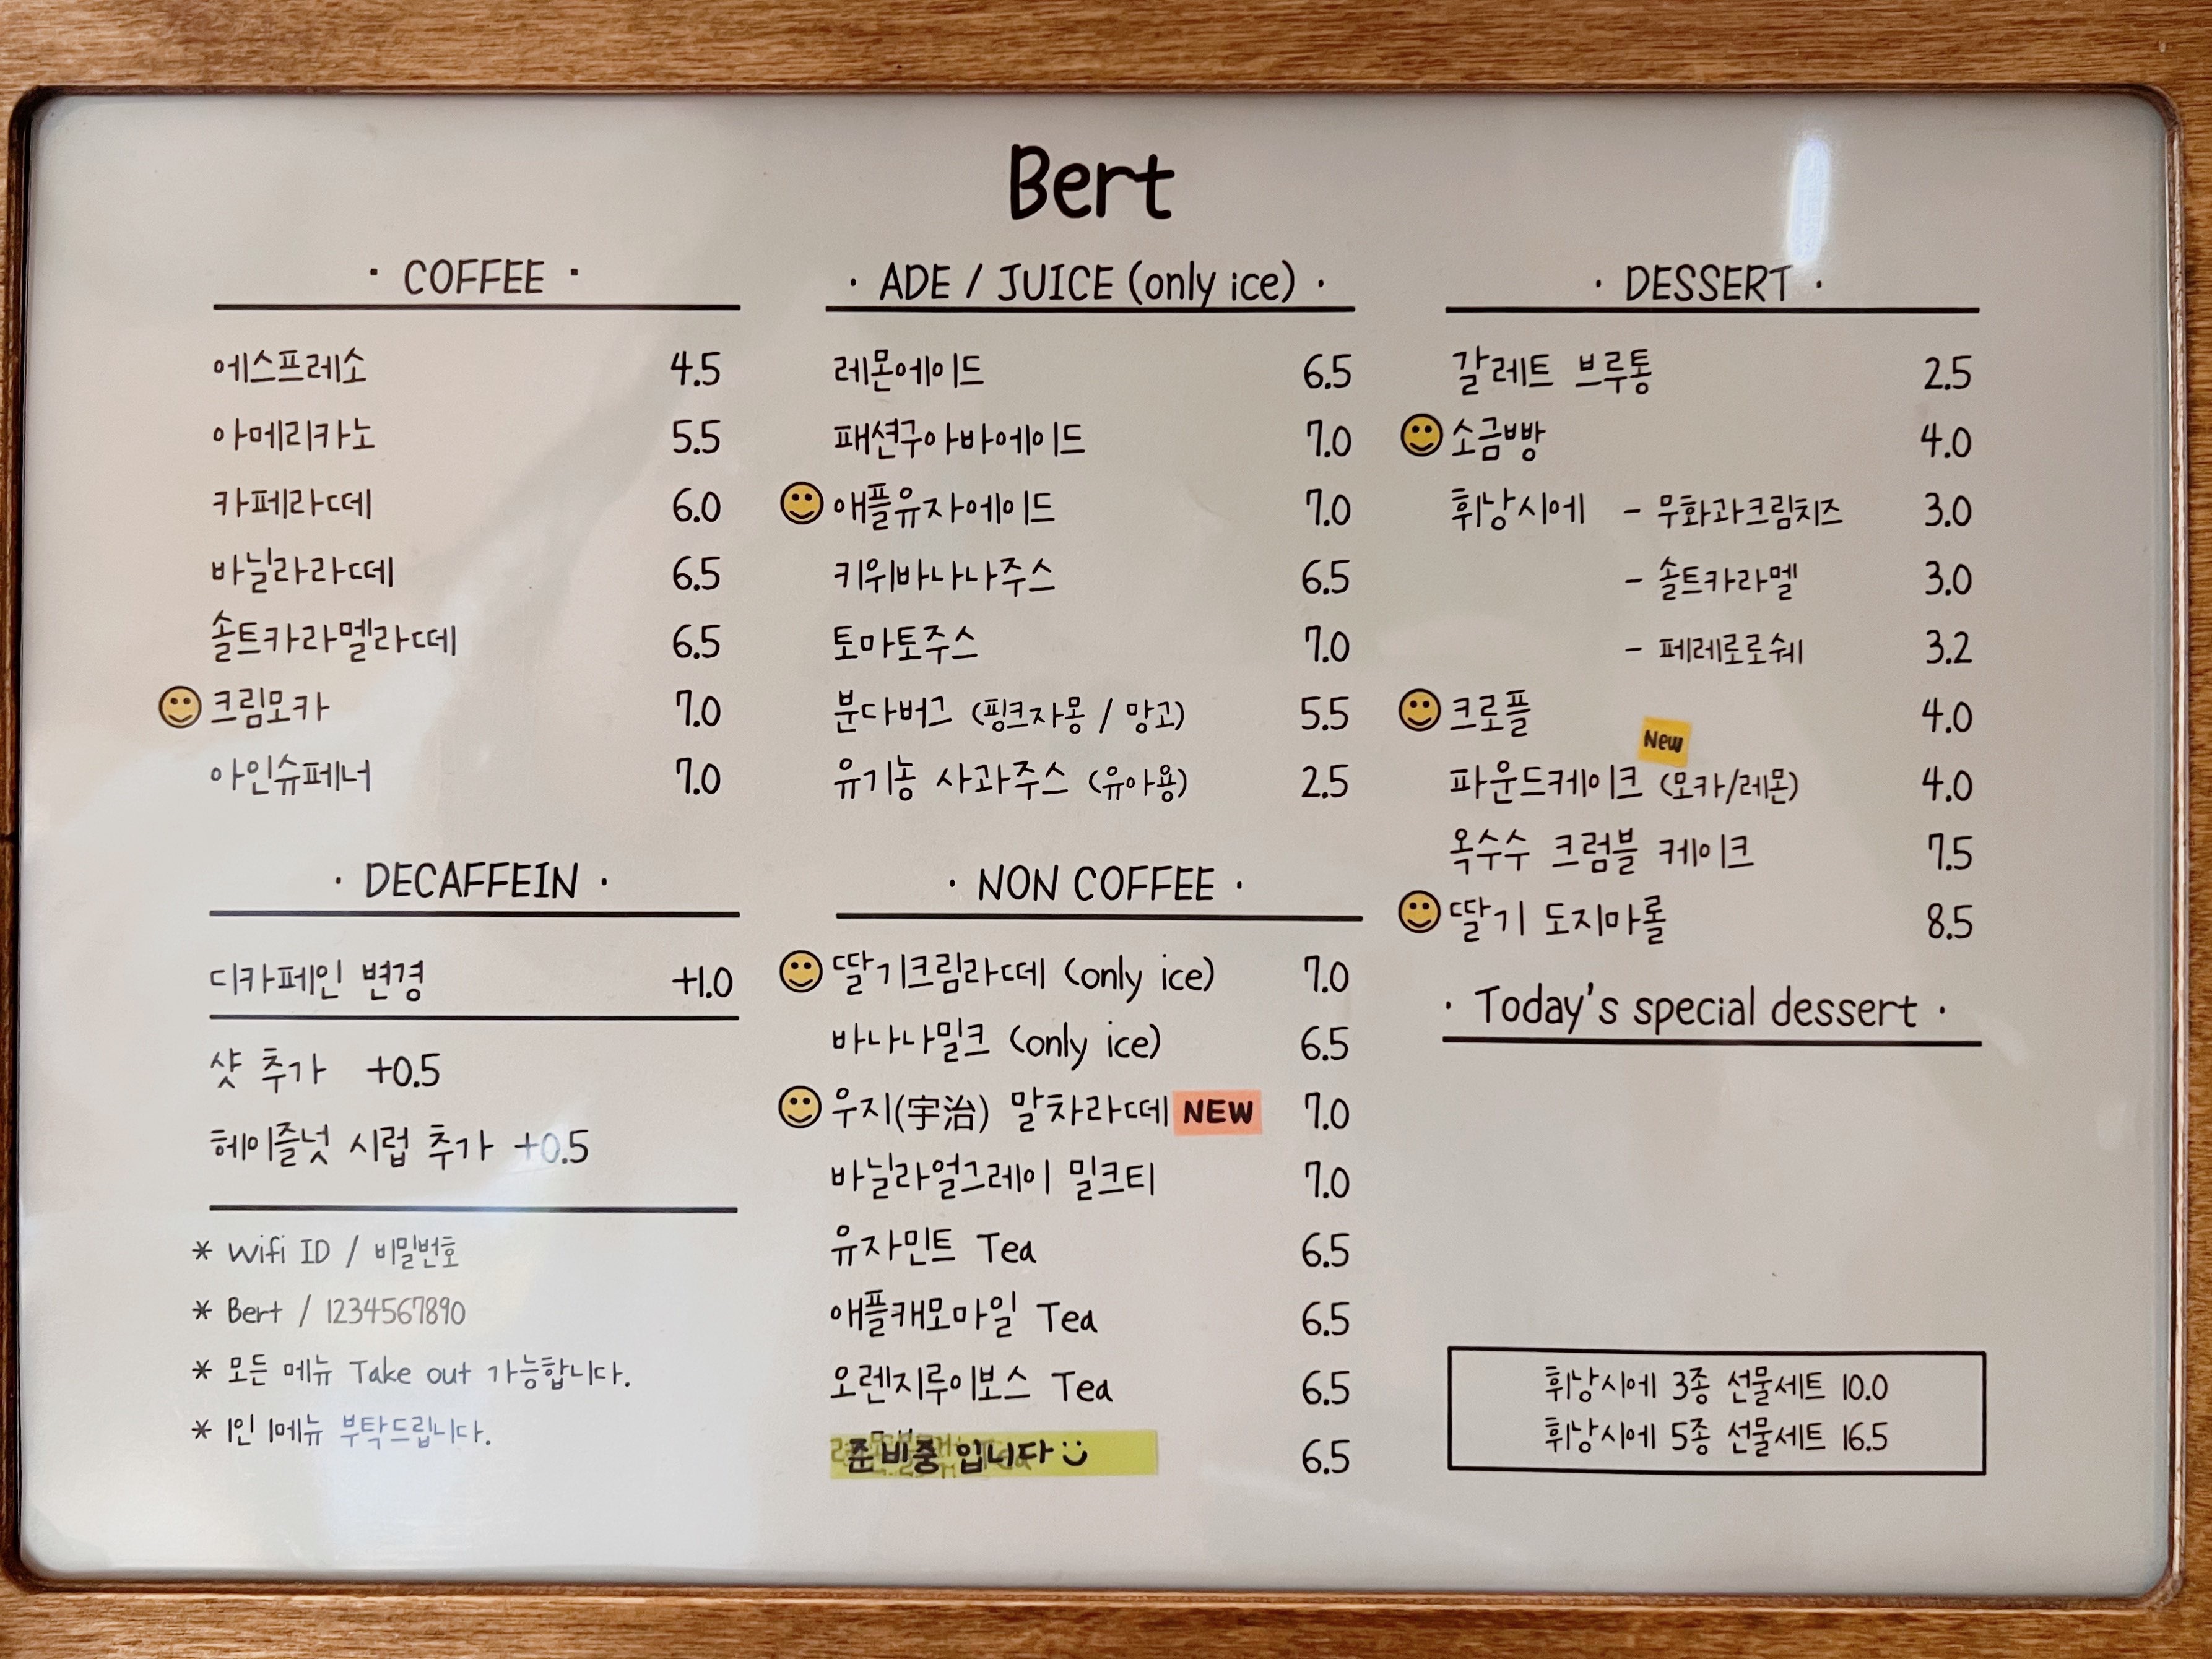 Bert
· COFFEE ·
에스프레소 4.5
아메리카노 5.5
카페라떼 6.0
바닐라라떼 6.5
솔트카라멜라떼 6.5
크림모카 7.0
아인슈페너 7.0
· DECAFFEIN ·
디카페인 변경 +1.0
샷 추가 +0.5
헤이즐넛 시럽 추가 +0.5
* Wifi ID / 비밀번호
* Bert / 1234567890
* 모든 메뉴 Take out 가능합니다.
* 1인 1메뉴 부탁드립니다.
· ADE / JUICE (only ice) ·
레몬에이드 6.5
패션구아바에이드 7.0
애플유자에이드 7.0
키위바나나주스 6.5
토마토주스 7.0
분다버그 (핑크자몽 / 망고) 5.5
유기농 사과주스 (유아용) 2.5
· NON COFFEE ·
딸기크림라떼 (only ice) 7.0
바나나밀크 (only ice) 6.5
우지(宇治) 말차라떼 NEW 7.0
바닐라얼그레이 밀크티 7.0
유자민트 Tea 6.5
애플캐모마일 Tea 6.5
오렌지루이보스 Tea 6.5
준비중 입니다 6.5
· DESSERT ·
갈레트 브루통 2.5
소금빵 4.0
휘낭시에 - 무화과크림치즈 3.0
- 솔트카라멜 3.0
- 페레로로쉐 3.2
크로플 4.0
New
파운드케이크 (모카/레몬) 4.0
옥수수 크럼블 케이크 7.5
딸기 도지마롤 8.5
· Today's special dessert ·
휘낭시에 3종 선물세트 10.0
휘낭시에 5종 선물세트 16.5